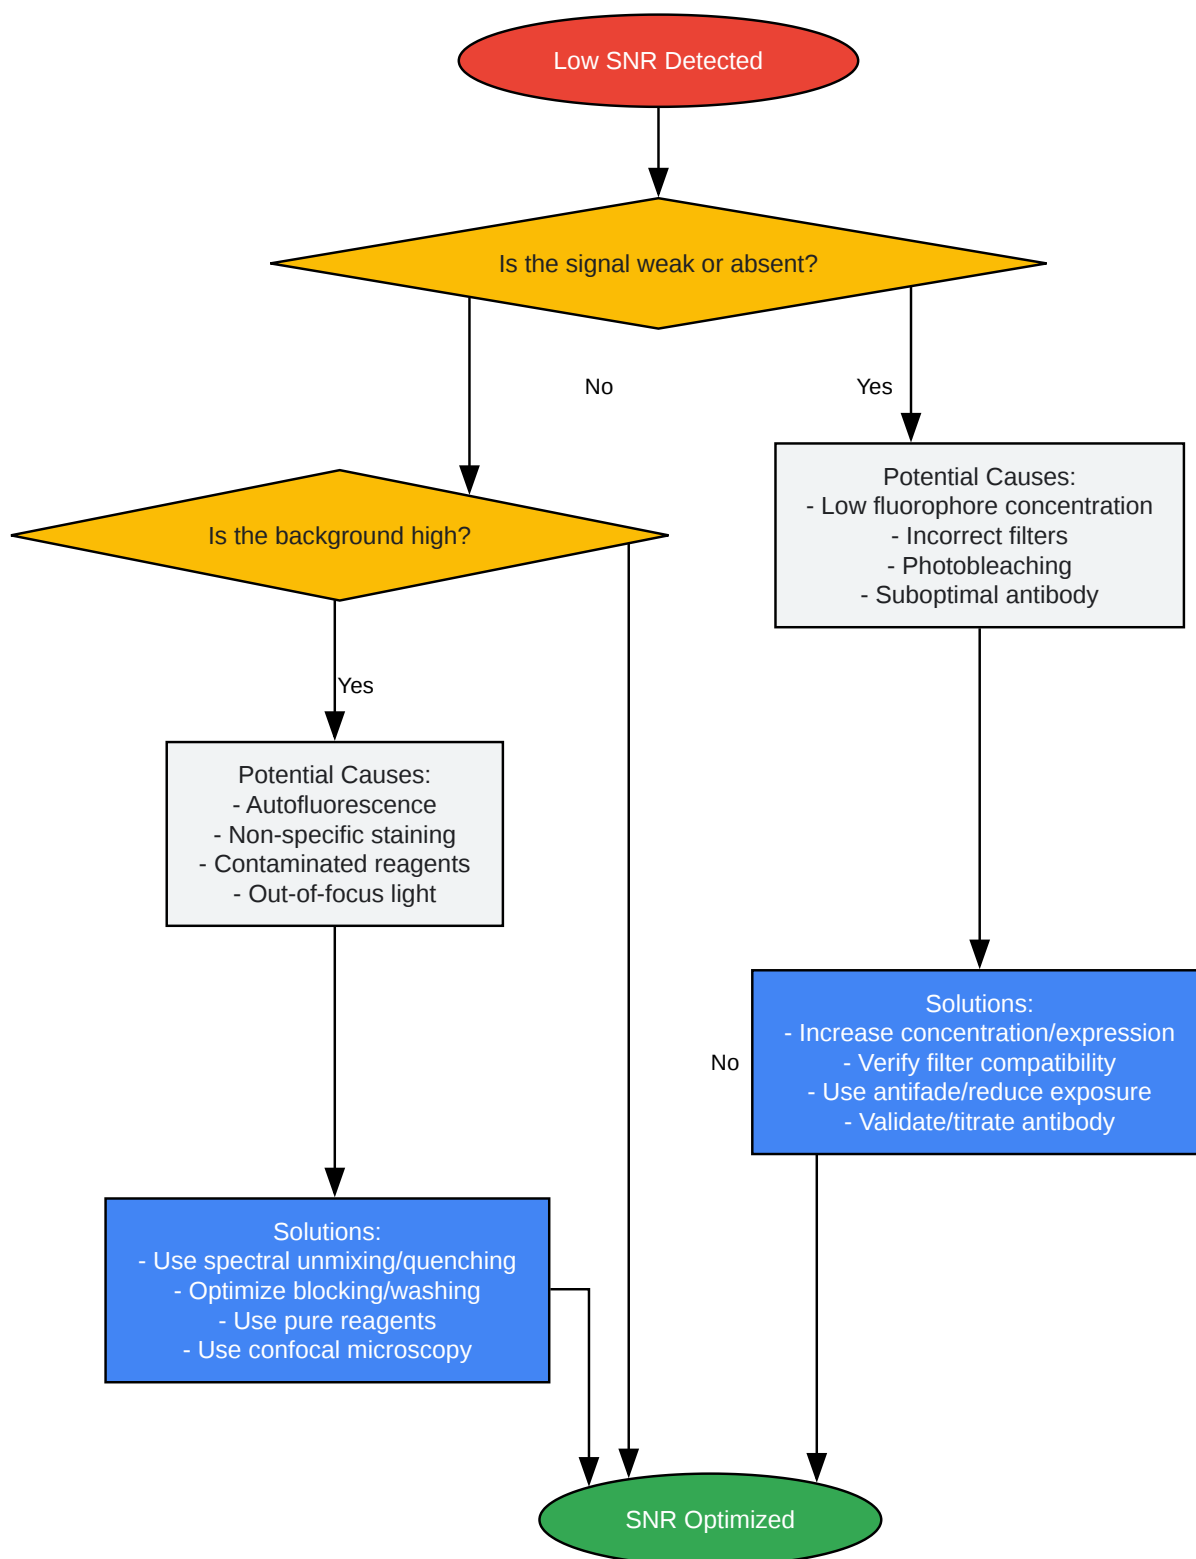 Low SNR Detected
Is the signal weak or absent?
No
Yes
Potential Causes:
- Low fluorophore concentration
- Incorrect filters
- Photobleaching
- Suboptimal antibody
Is the background high?
Yes
Potential Causes:
- Autofluorescence
- Non-specific staining
- Contaminated reagents
- Out-of-focus light
Solutions:
- Increase concentration/expression
- Verify filter compatibility
- Use antifade/reduce exposure
- Validate/titrate antibody
No
Solutions:
- Use spectral unmixing/quenching
- Optimize blocking/washing
- Use pure reagents
- Use confocal microscopy
SNR Optimized